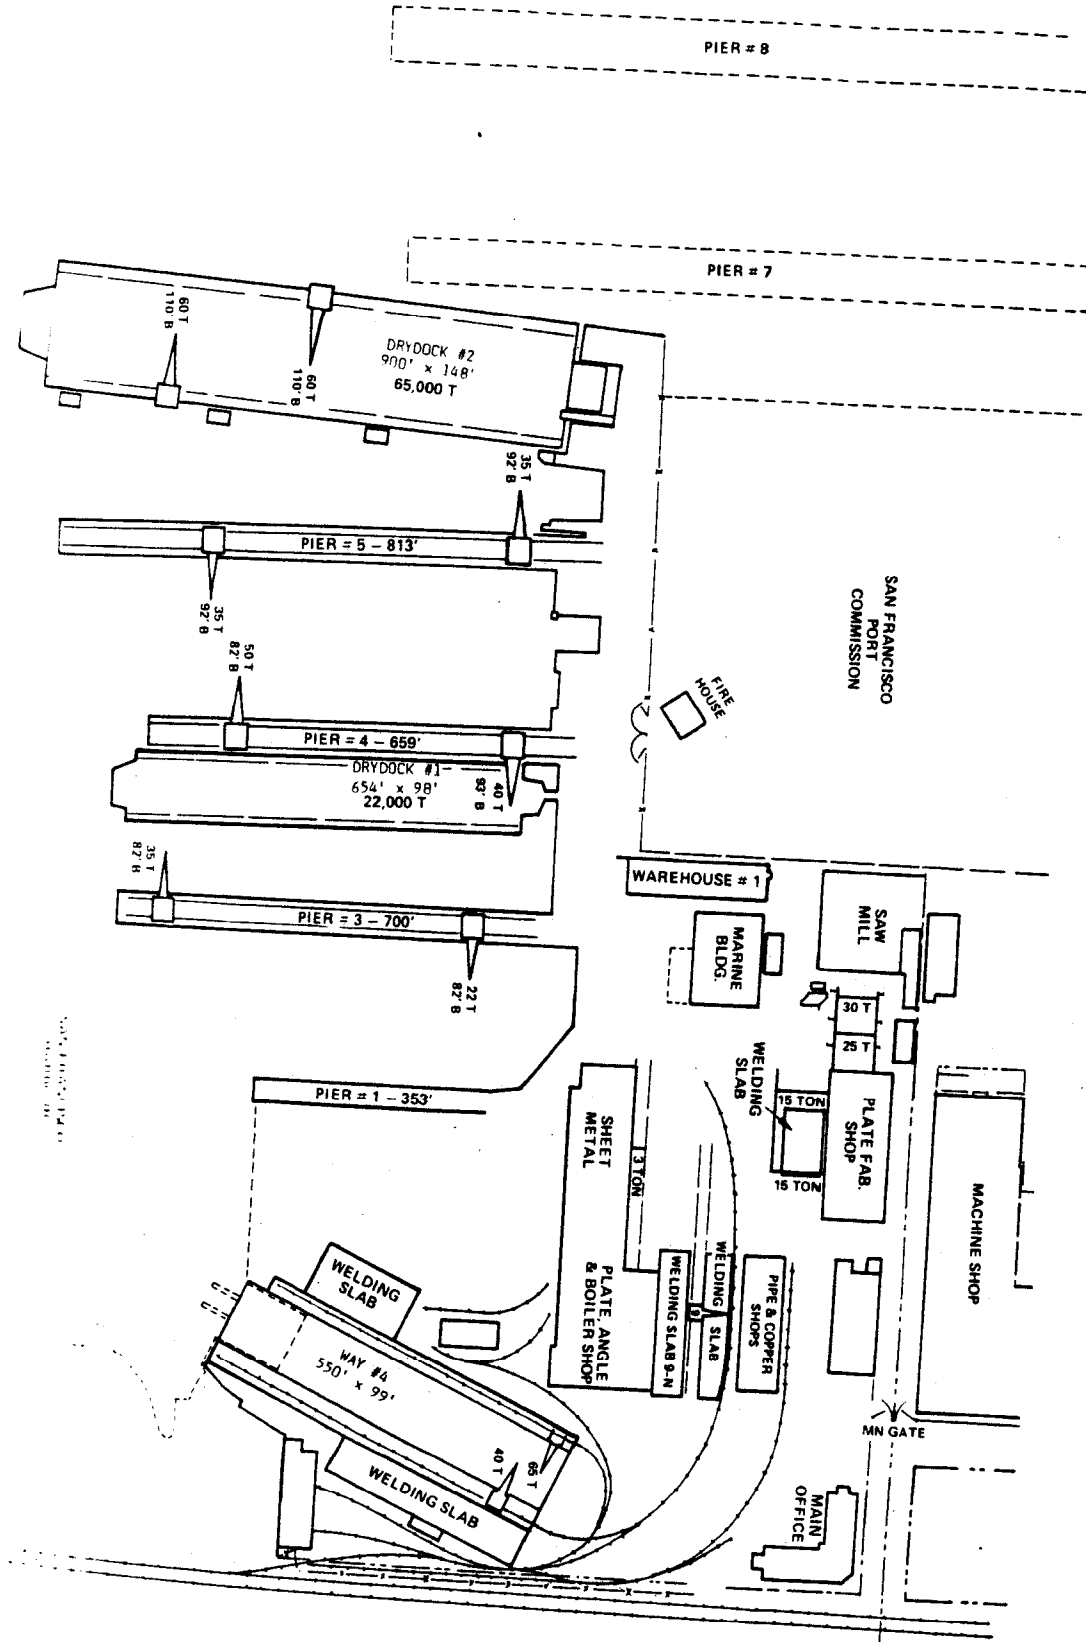 PIER # 8
PIER # 7
60 T
110' B
60 T
110' B
DRYDOCK #2
900' x 148'
65,000 T
35 T
92' B
PIER # 5 – 813'
35 T
92' B
SAN FRANCISCO
PORT
COMMISSION
50 T
82' B
FIRE
HOUSE
PIER # 4 – 659'
DRYDOCK #1
654' x 98'
22,000 T
40 T
93' B
35 T
82' B
WAREHOUSE # 1
PIER # 3 – 700'
22 T
82' B
MARINE
BLDG.
SAW
MILL
30 T
25 T
WELDING
SLAB
PIER # 1 – 353'
15 TON
PLATE FAB.
SHOP
15 TON
SHEET
METAL
3 TON
MACHINE SHOP
WELDING
SLAB
PLATE, ANGLE
& BOILER SHOP
WELDING SLAB 9-N
9
WELDING
SLAB
PIPE & COPPER
SHOPS
WAY #4
550' x 99'
MN GATE
40 T
65 T
WELDING SLAB
MAIN
OFFICE